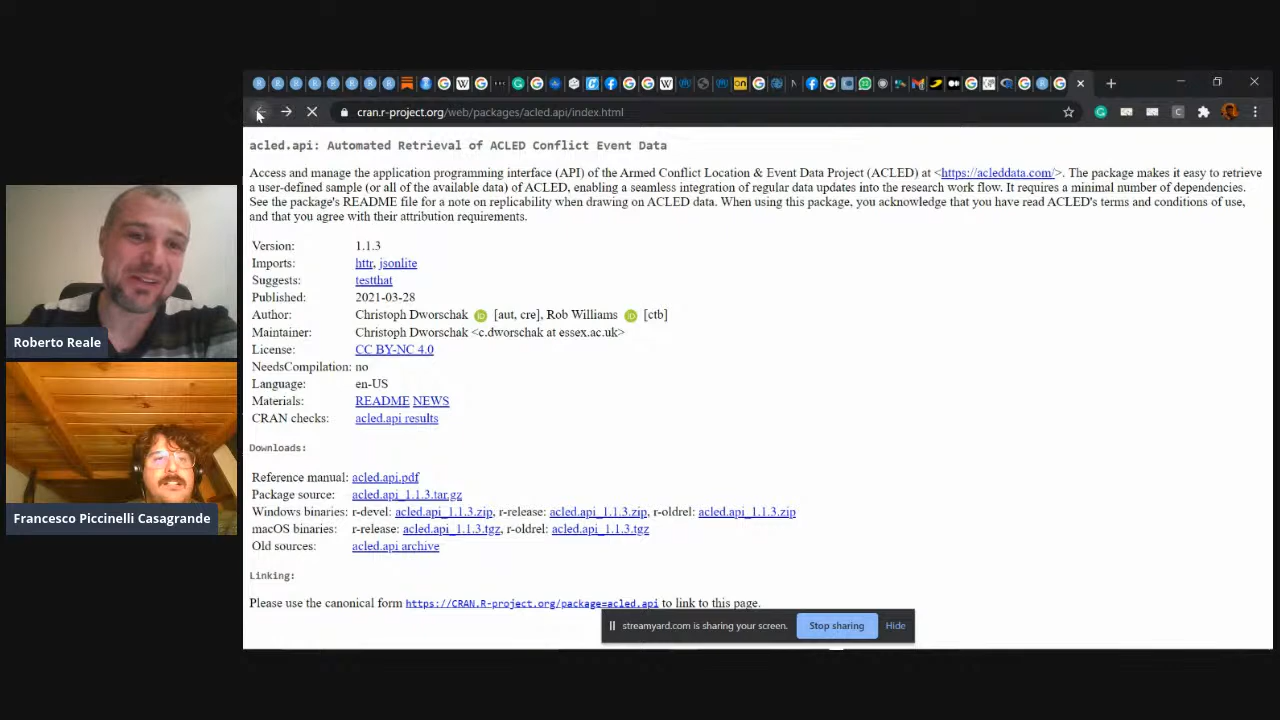 cran.r-project.org/web/packages/acled.api/index.html
acled.api: Automated Retrieval of ACLED Conflict Event Data
Access and manage the application programming interface (API) of the Armed Conflict Location & Event Data Project (ACLED) at <https://acleddata.com/>. The package makes it easy to retrieve
a user-defined sample (or all of the available data) of ACLED, enabling a seamless integration of regular data updates into the research work flow. It requires a minimal number of dependencies.
See the package's README file for a note on replicability when drawing on ACLED data. When using this package, you acknowledge that you have read ACLED's terms and conditions of use,
and that you agree with their attribution requirements.
Version: 1.1.3
Imports: httr, jsonlite
Suggests: testthat
Published: 2021-03-28
Author: Christoph Dworschak iD [aut, cre], Rob Williams iD [ctb]
Maintainer: Christoph Dworschak <c.dworschak at essex.ac.uk>
License: CC BY-NC 4.0
NeedsCompilation: no
Language: en-US
Materials: README NEWS
CRAN checks: acled.api results
Downloads:
Reference manual: acled.api.pdf
Package source: acled.api_1.1.3.tar.gz
Windows binaries: r-devel: acled.api_1.1.3.zip, r-release: acled.api_1.1.3.zip, r-oldrel: acled.api_1.1.3.zip
macOS binaries: r-release: acled.api_1.1.3.tgz, r-oldrel: acled.api_1.1.3.tgz
Old sources: acled.api archive
Linking:
Please use the canonical form https://CRAN.R-project.org/package=acled.api to link to this page.
streamyard.com is sharing your screen. Stop sharing Hide
Roberto Reale
Francesco Piccinelli Casagrande